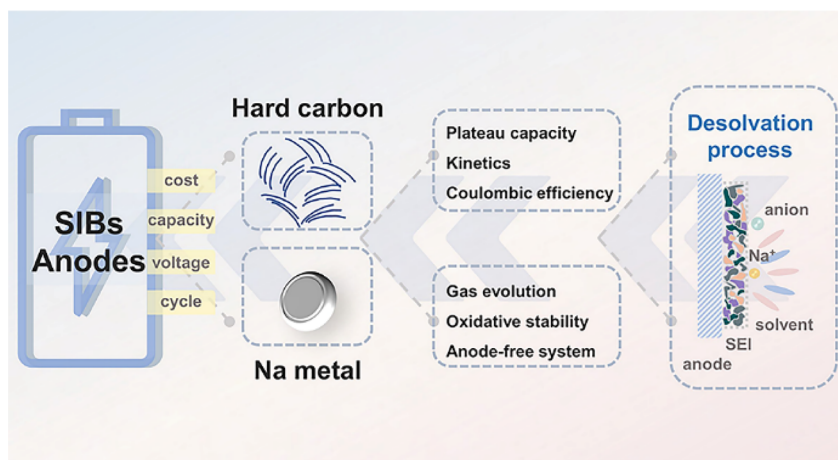 SIBs
Anodes
cost
capacity
voltage
cycle
Hard carbon
Na metal
Plateau capacity
Kinetics
Coulombic efficiency
Gas evolution
Oxidative stability
Anode-free system
Desolvation
process
anion
Na⁺
solvent
SEI
anode